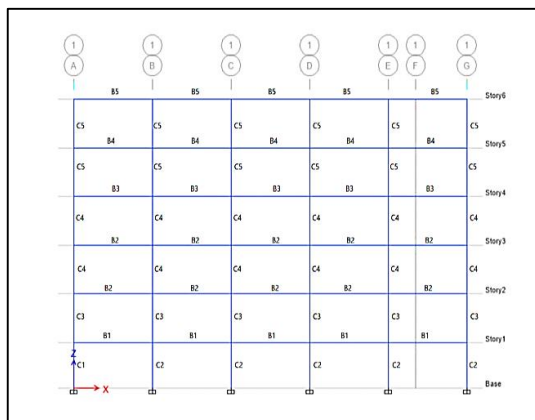 1 1 1 1 1 1 1
A B C D E F G
B5 B5 B5 B5 B5 Story6
C5 C5 C5 C5 C5 C5
B4 B4 B4 B4 B4 Story5
C5 C5 C5 C5 C5 C5
B3 B3 B3 B3 B3 Story4
C4 C4 C4 C4 C4 C4
B2 B2 B2 B2 B2 Story3
C4 C4 C4 C4 C4 C4
B2 B2 B2 B2 B2 Story2
C3 C3 C3 C3 C3 C3
B1 B1 B1 B1 B1 Story1
Z
C1 C2 C2 C2 C2 C2
X Base